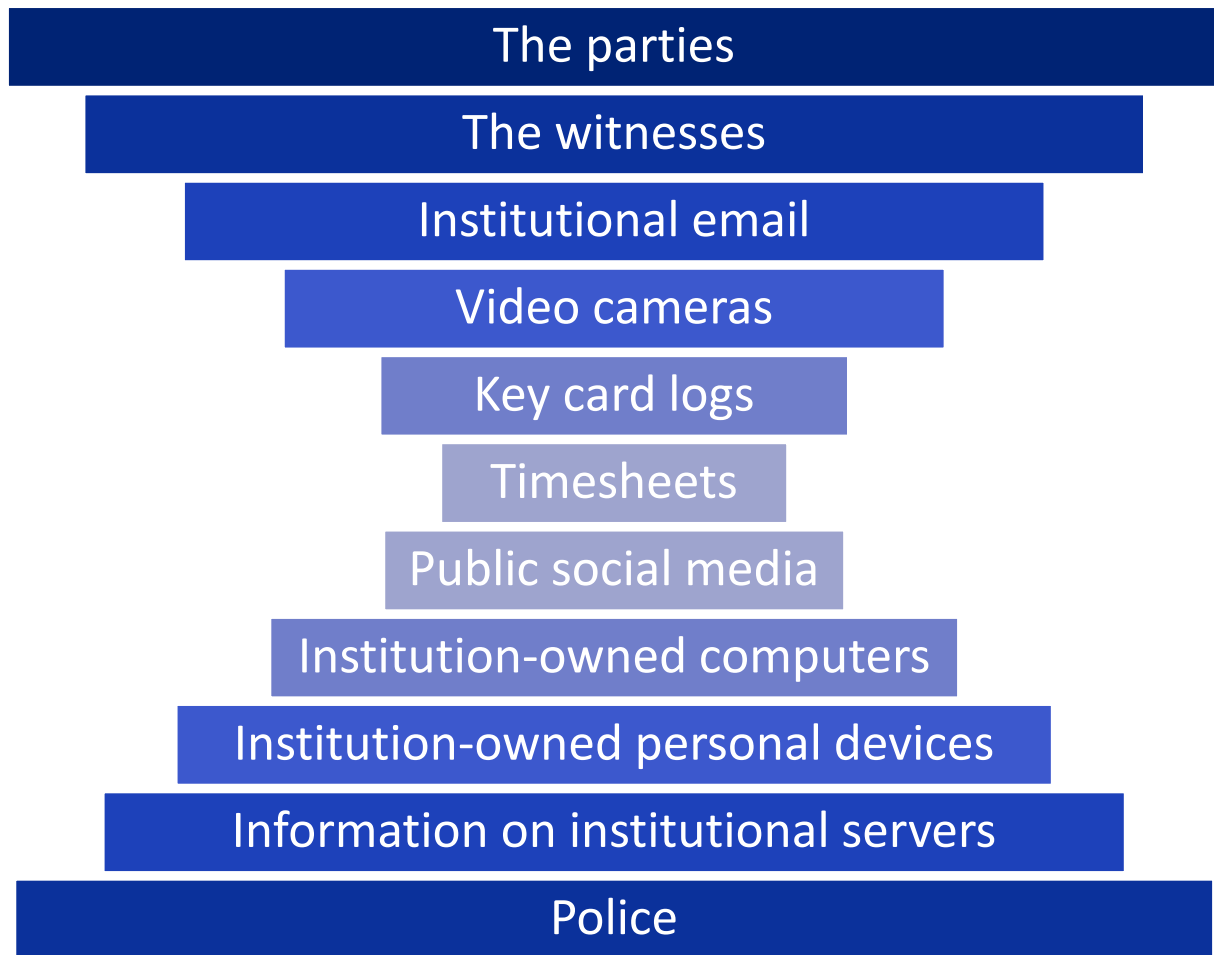 The parties
The witnesses
Institutional email
Video cameras
Key card logs
Timesheets
Public social media
Institution-owned computers
Institution-owned personal devices
Information on institutional servers
Police